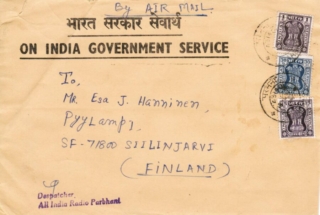 By AIR MAIL
भारत सरकार सेवार्थ
ON INDIA GOVERNMENT SERVICE
To,
Mr. Esa J. Hanninen,
Pyylampi,
SF-71800 SIILINJARVI
(FINLAND)
Despatcher,
All India Radio Parbhani